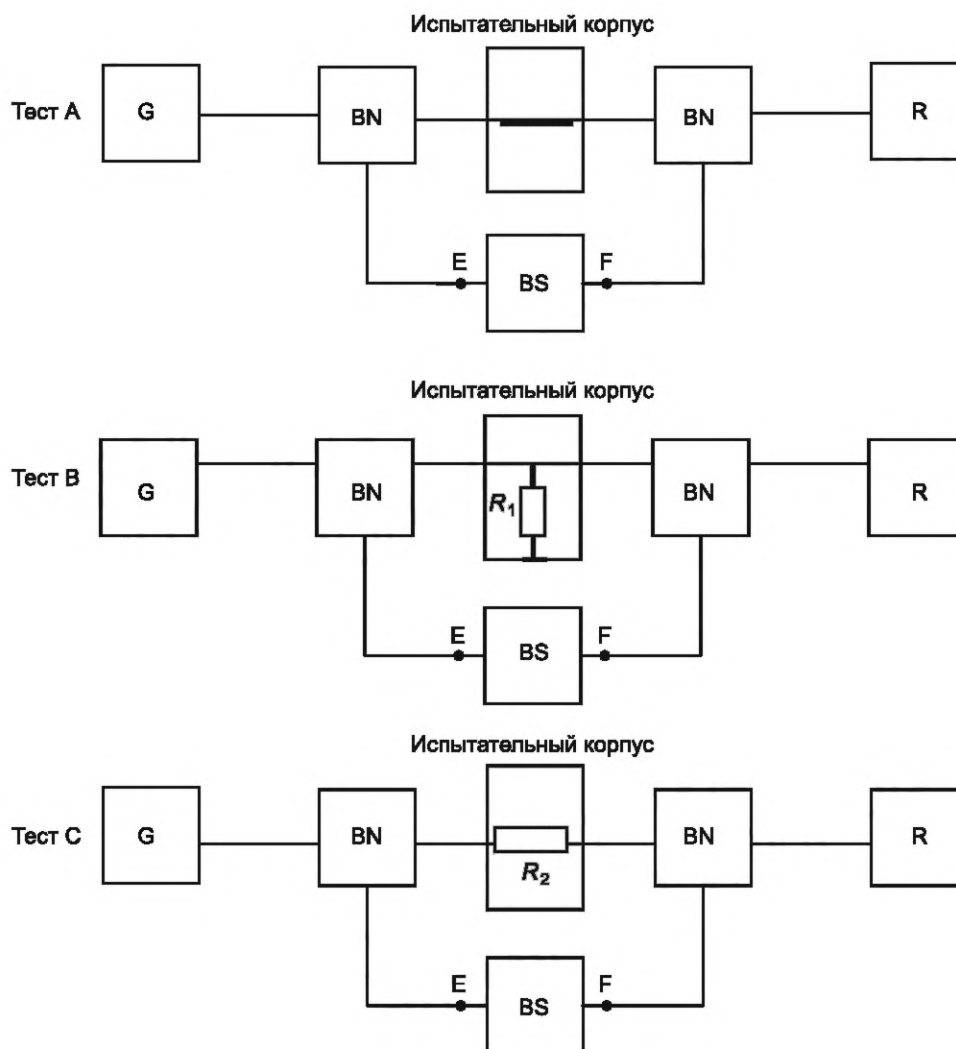 Испытательный корпус
Тест A G BN BN R
E BS F
Испытательный корпус
Тест B G BN R₁ BN R
E BS F
Испытательный корпус
Тест C G BN R₂ BN R
E BS F